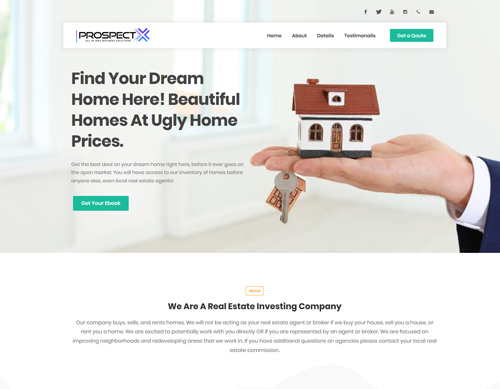 PROSPECTX
ALL IN ONE BUSINESS SOLUTIONS
Home
About
Details
Testimonails
Get a Qoute
Find Your Dream
Home Here! Beautiful
Homes At Ugly Home
Prices.
Get the best deal on your dream home right here, before it ever goes on
the open market. You will have access to our inventory of homes before
anyone else, even local real estate agents!
Get Your Ebook
About
We Are A Real Estate Investing Company
Our company buys, sells, and rents homes. We will not be acting as your real estate agent or broker if we buy your house, sell you a house, or
rent you a home. We are excited to potentially work with you directly OR if you are represented by an agent or broker. We are focused on
improving neighborhoods and redeveloping areas that we work in. If you have additional questions on agencies please contact your local real
estate commission.